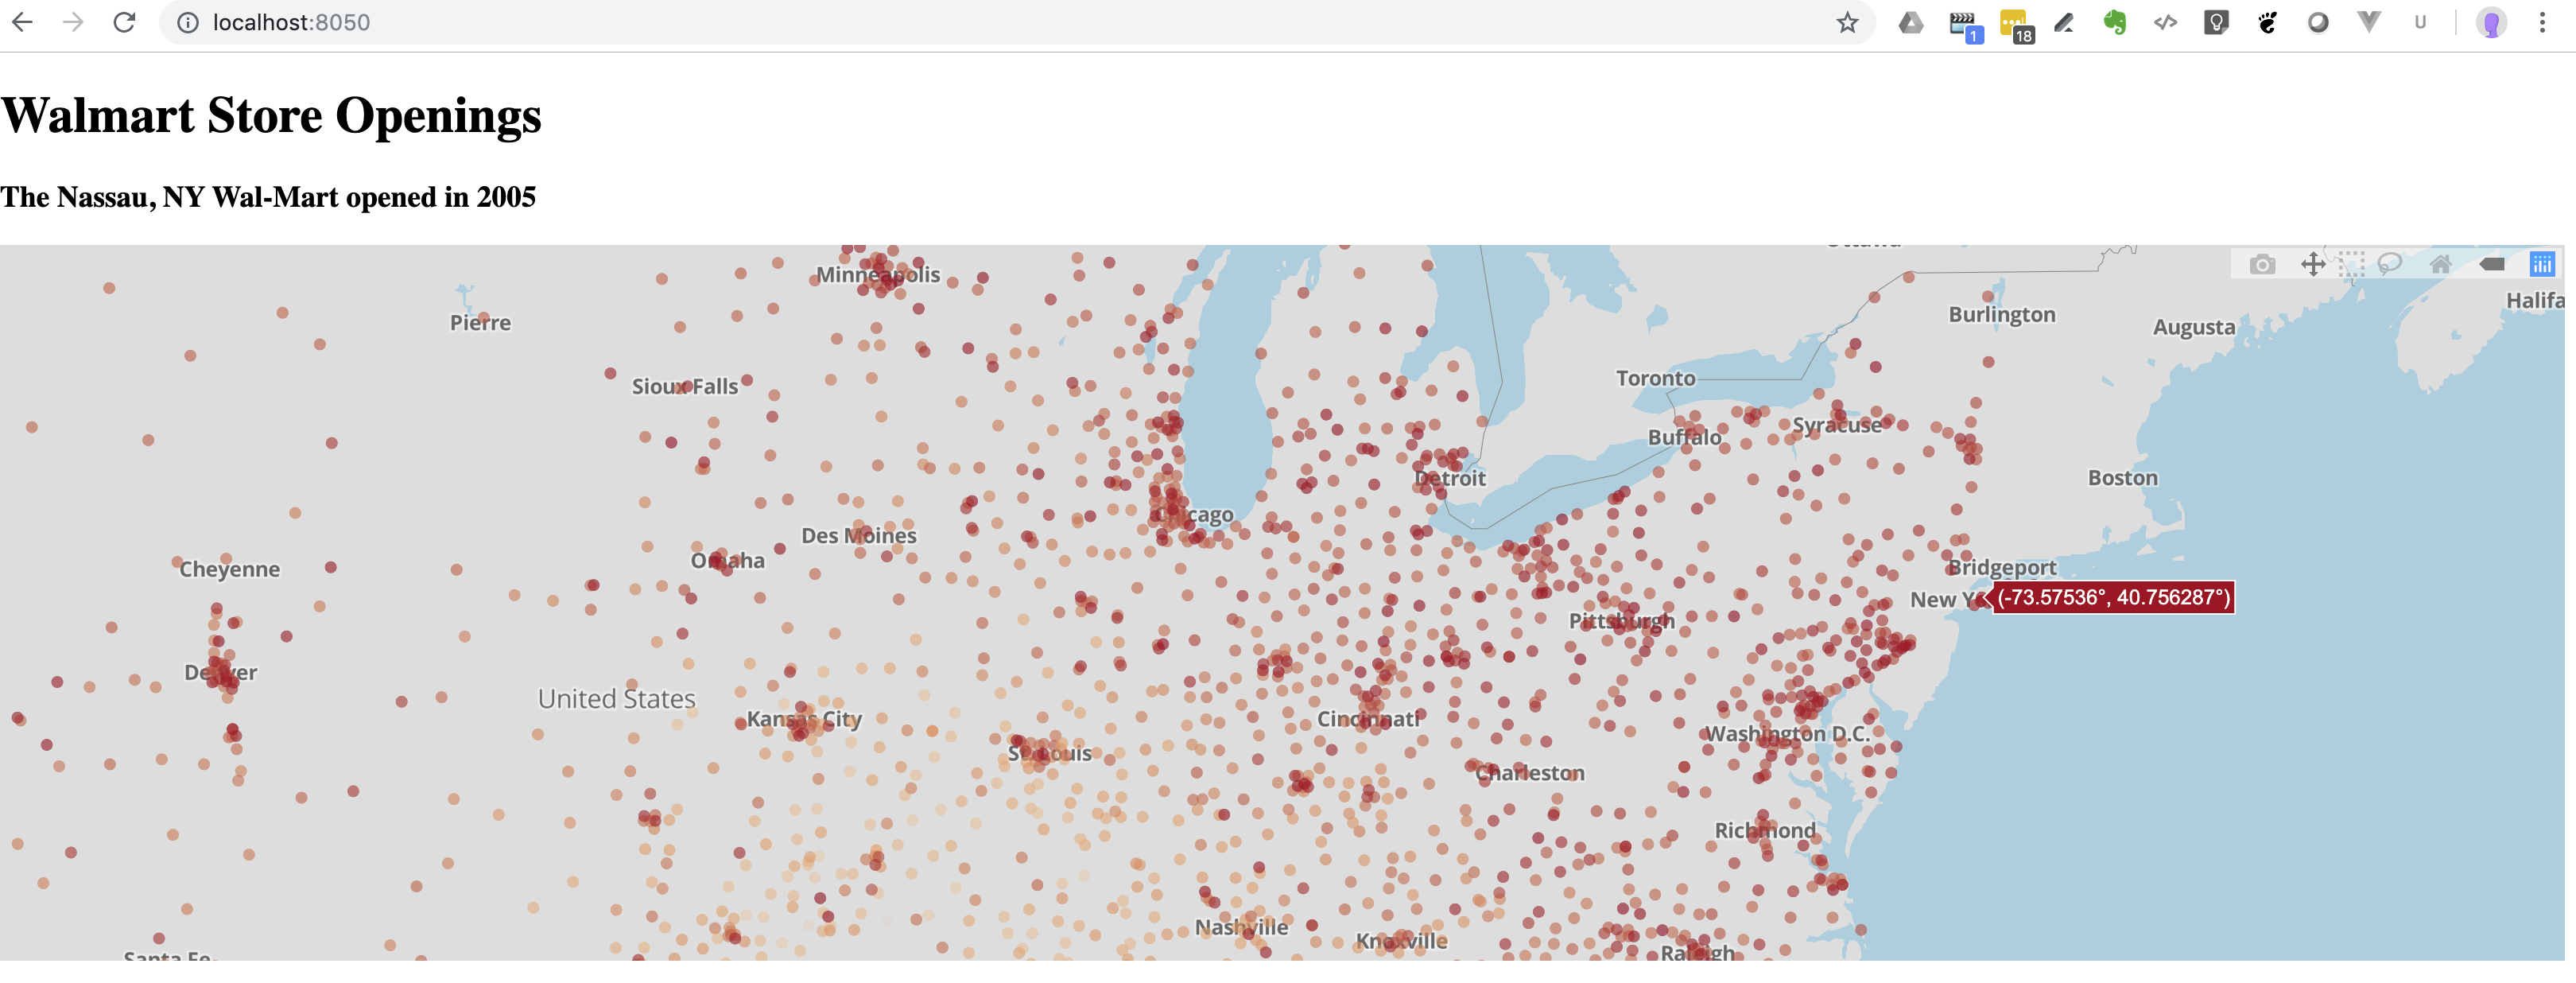 localhost:8050
1
18
U
Walmart Store Openings
The Nassau, NY Wal-Mart opened in 2005
Minneapolis
Pierre
Burlington
Halifa
Augusta
Sioux Falls
Toronto
Syracuse
Buffalo
Detroit
Boston
Chicago
Des Moines
Omaha
Cheyenne
Bridgeport
New Yo
(-73.57536°, 40.756287°)
Pittsburgh
Denver
United States
Kansas City
Cincinnati
Washington D.C.
St. Louis
Charleston
Richmond
Nashville
Knoxville
Raleigh
Santa Fe